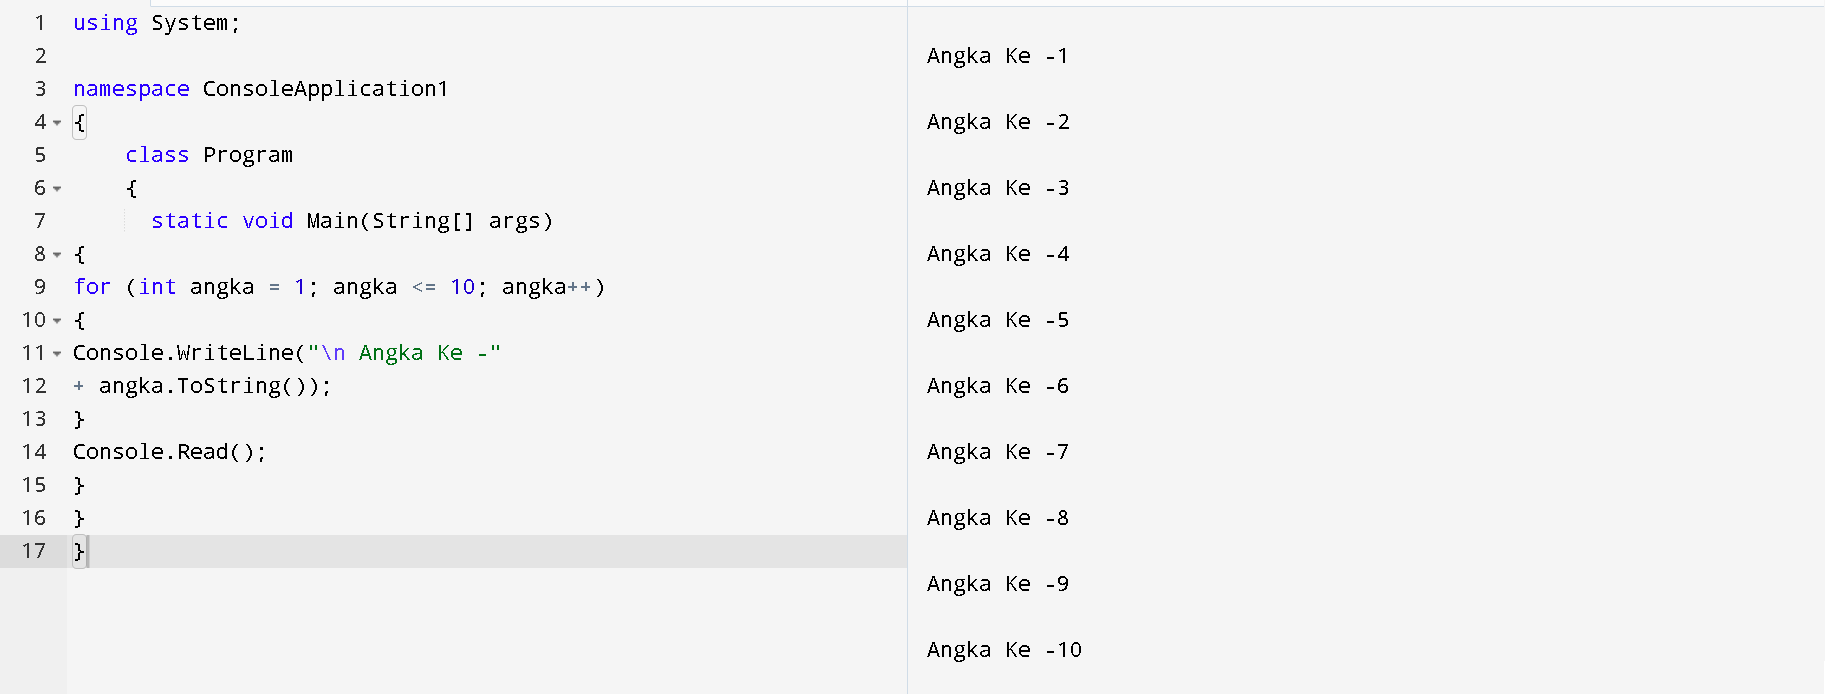 1 using System;
2
3 namespace ConsoleApplication1
4 {
5     class Program
6     {
7       static void Main(String[] args)
8 {
9 for (int angka = 1; angka <= 10; angka++)
10 {
11 Console.WriteLine("\n Angka Ke -"
12 + angka.ToString());
13 }
14 Console.Read();
15 }
16 }
17 }
Angka Ke -1
Angka Ke -2
Angka Ke -3
Angka Ke -4
Angka Ke -5
Angka Ke -6
Angka Ke -7
Angka Ke -8
Angka Ke -9
Angka Ke -10